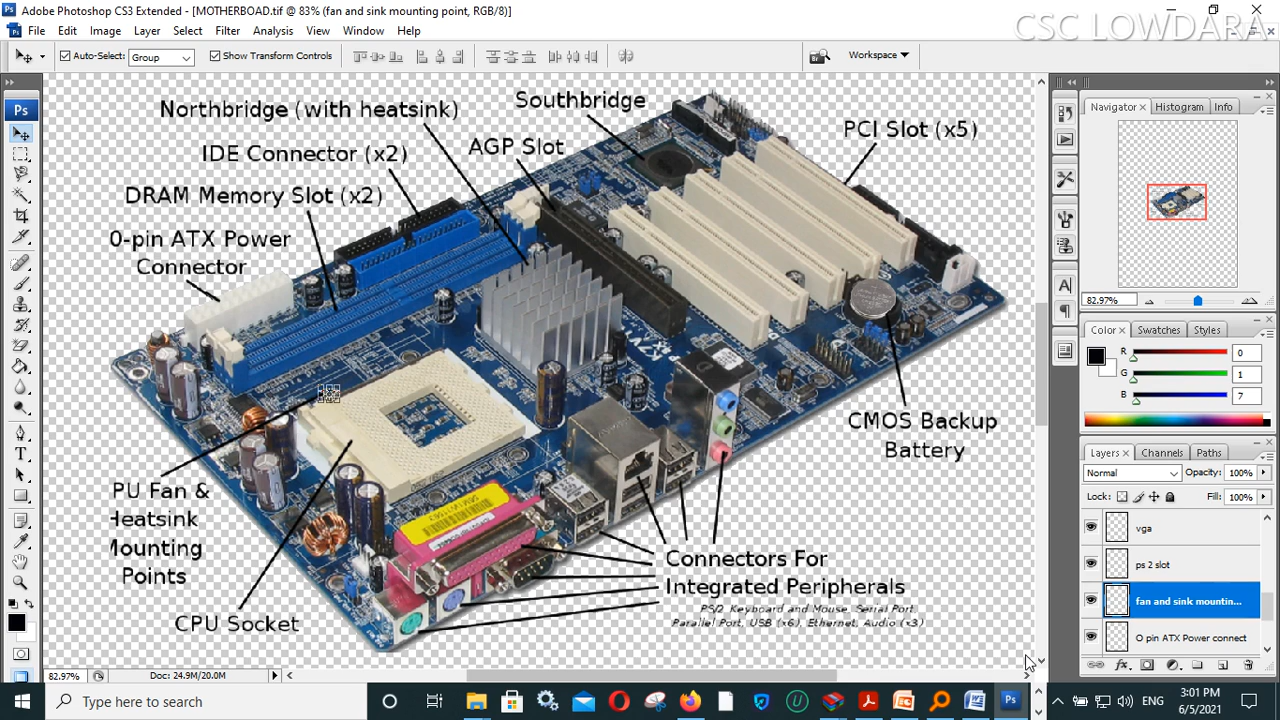 Adobe Photoshop CS3 Extended - [MOTHERBOAD.tif @ 83% (fan and sink mounting point, RGB/8)]
CSC LOWDARA
File Edit Image Layer Select Filter Analysis View Window Help
Auto-Select: Group Show Transform Controls
Workspace
Ps
Northbridge (with heatsink)
Southbridge
IDE Connector (x2)
AGP Slot
PCI Slot (x5)
DRAM Memory Slot (x2)
0-pin ATX Power
Connector
CMOS Backup
Battery
PU Fan &
Heatsink
Mounting
Points
CPU Socket
Connectors For
Integrated Peripherals
PS/2 Keyboard and Mouse, Serial Port,
Parallel Port, USB (x6), Ethernet, Audio (x3)
Navigator Histogram Info
82.97%
Color Swatches Styles
R 0
G 1
B 7
Layers Channels Paths
Normal Opacity: 100%
Lock: Fill: 100%
vga
ps 2 slot
fan and sink mountin...
O pin ATX Power connect
82.97% Doc: 24.9M/20.0M
Type here to search
ENG
3:01 PM
6/5/2021